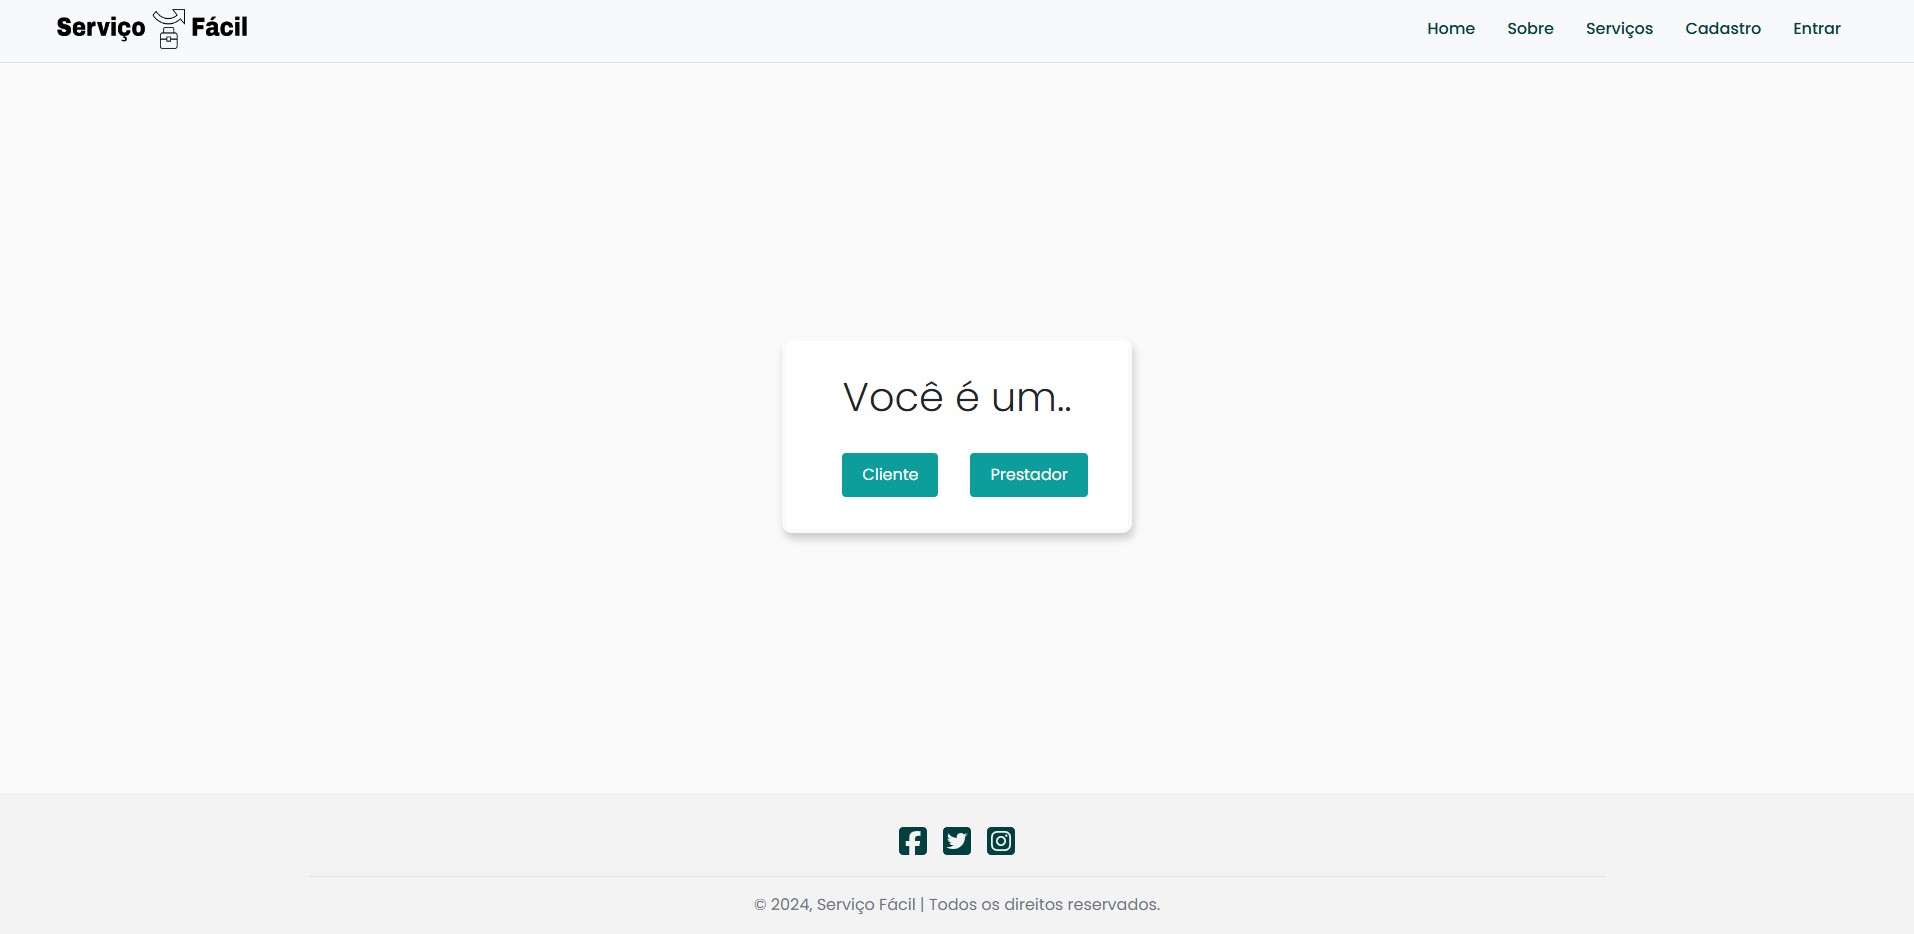 Serviço Fácil
Home Sobre Serviços Cadastro Entrar
Você é um..
Cliente Prestador
© 2024, Serviço Fácil | Todos os direitos reservados.